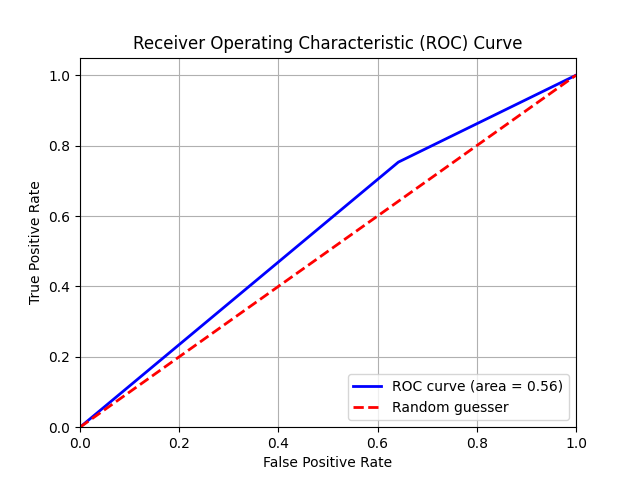 Receiver Operating Characteristic (ROC) Curve
True Positive Rate
1.0
0.8
0.6
0.4
0.2
0.0
ROC curve (area = 0.56)
Random guesser
0.0 0.2 0.4 0.6 0.8 1.0
False Positive Rate